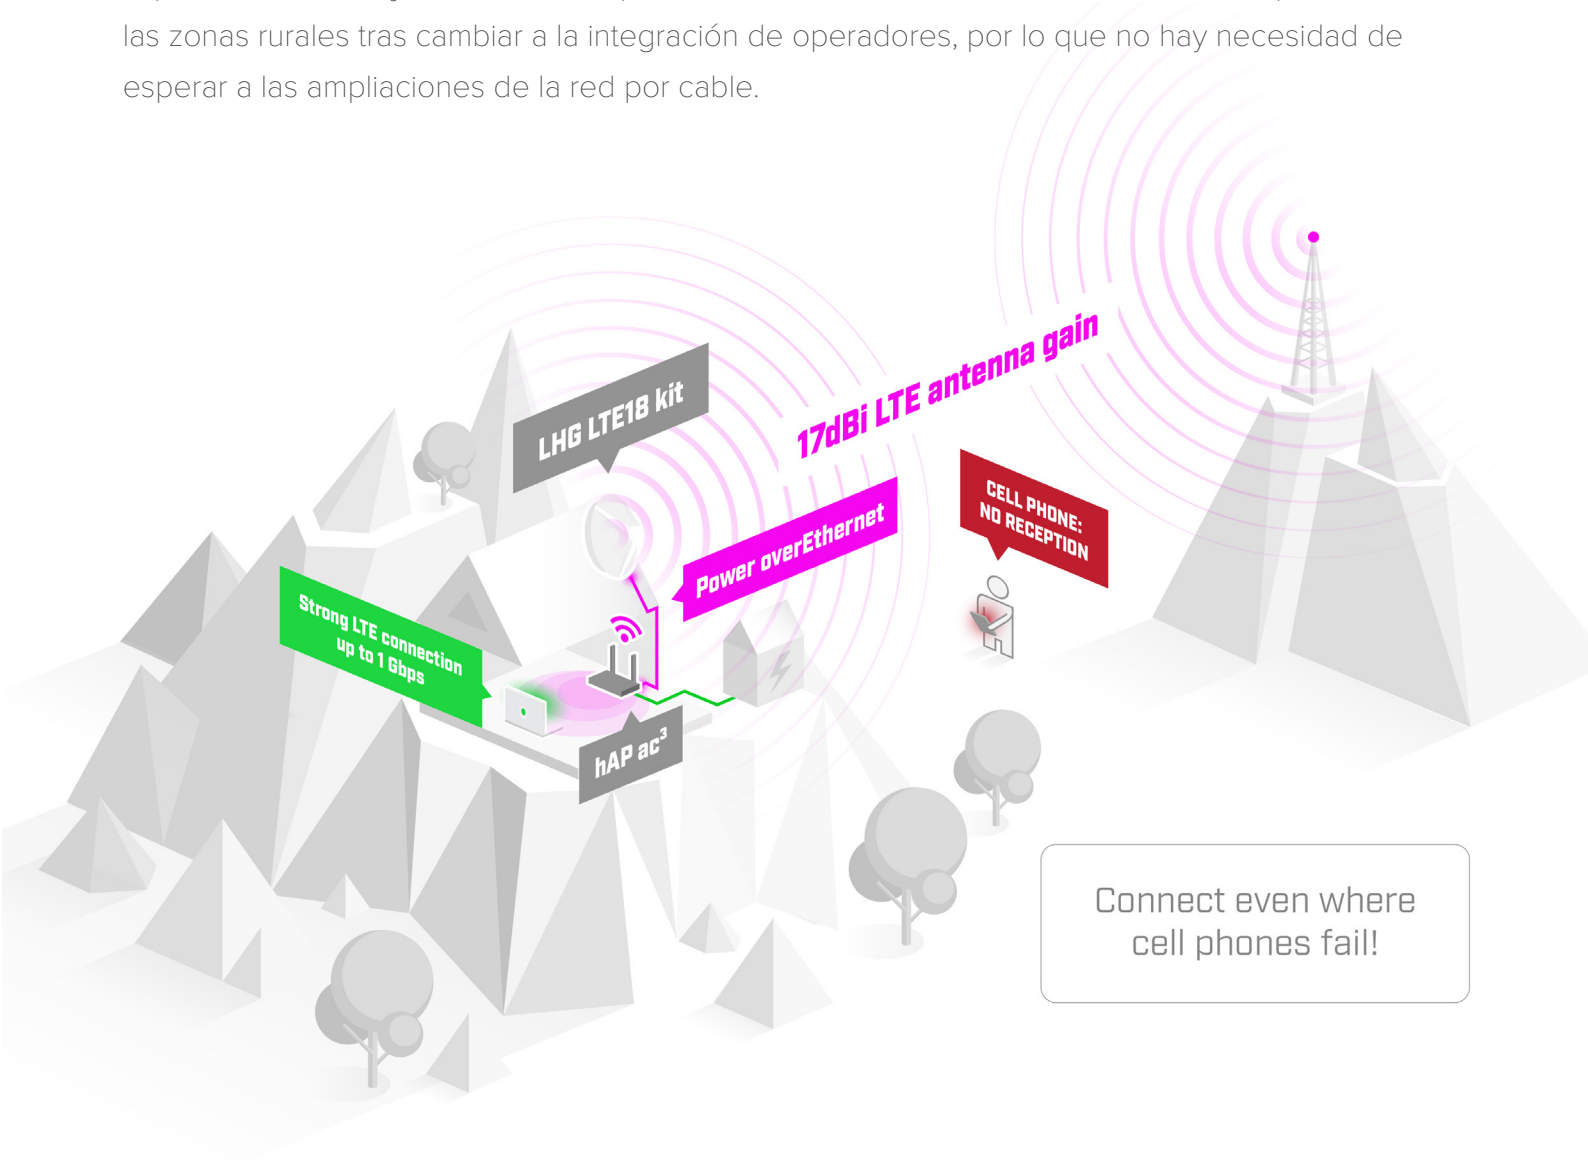 las zonas rurales tras cambiar a la integración de operadores, por lo que no hay necesidad de
esperar a las ampliaciones de la red por cable.
17dBi LTE antenna gain
LHG LTE18 kit
CELL PHONE:
NO RECEPTION
Power overEthernet
Strong LTE connection
up to 1 Gbps
hAP ac³
Connect even where
cell phones fail!